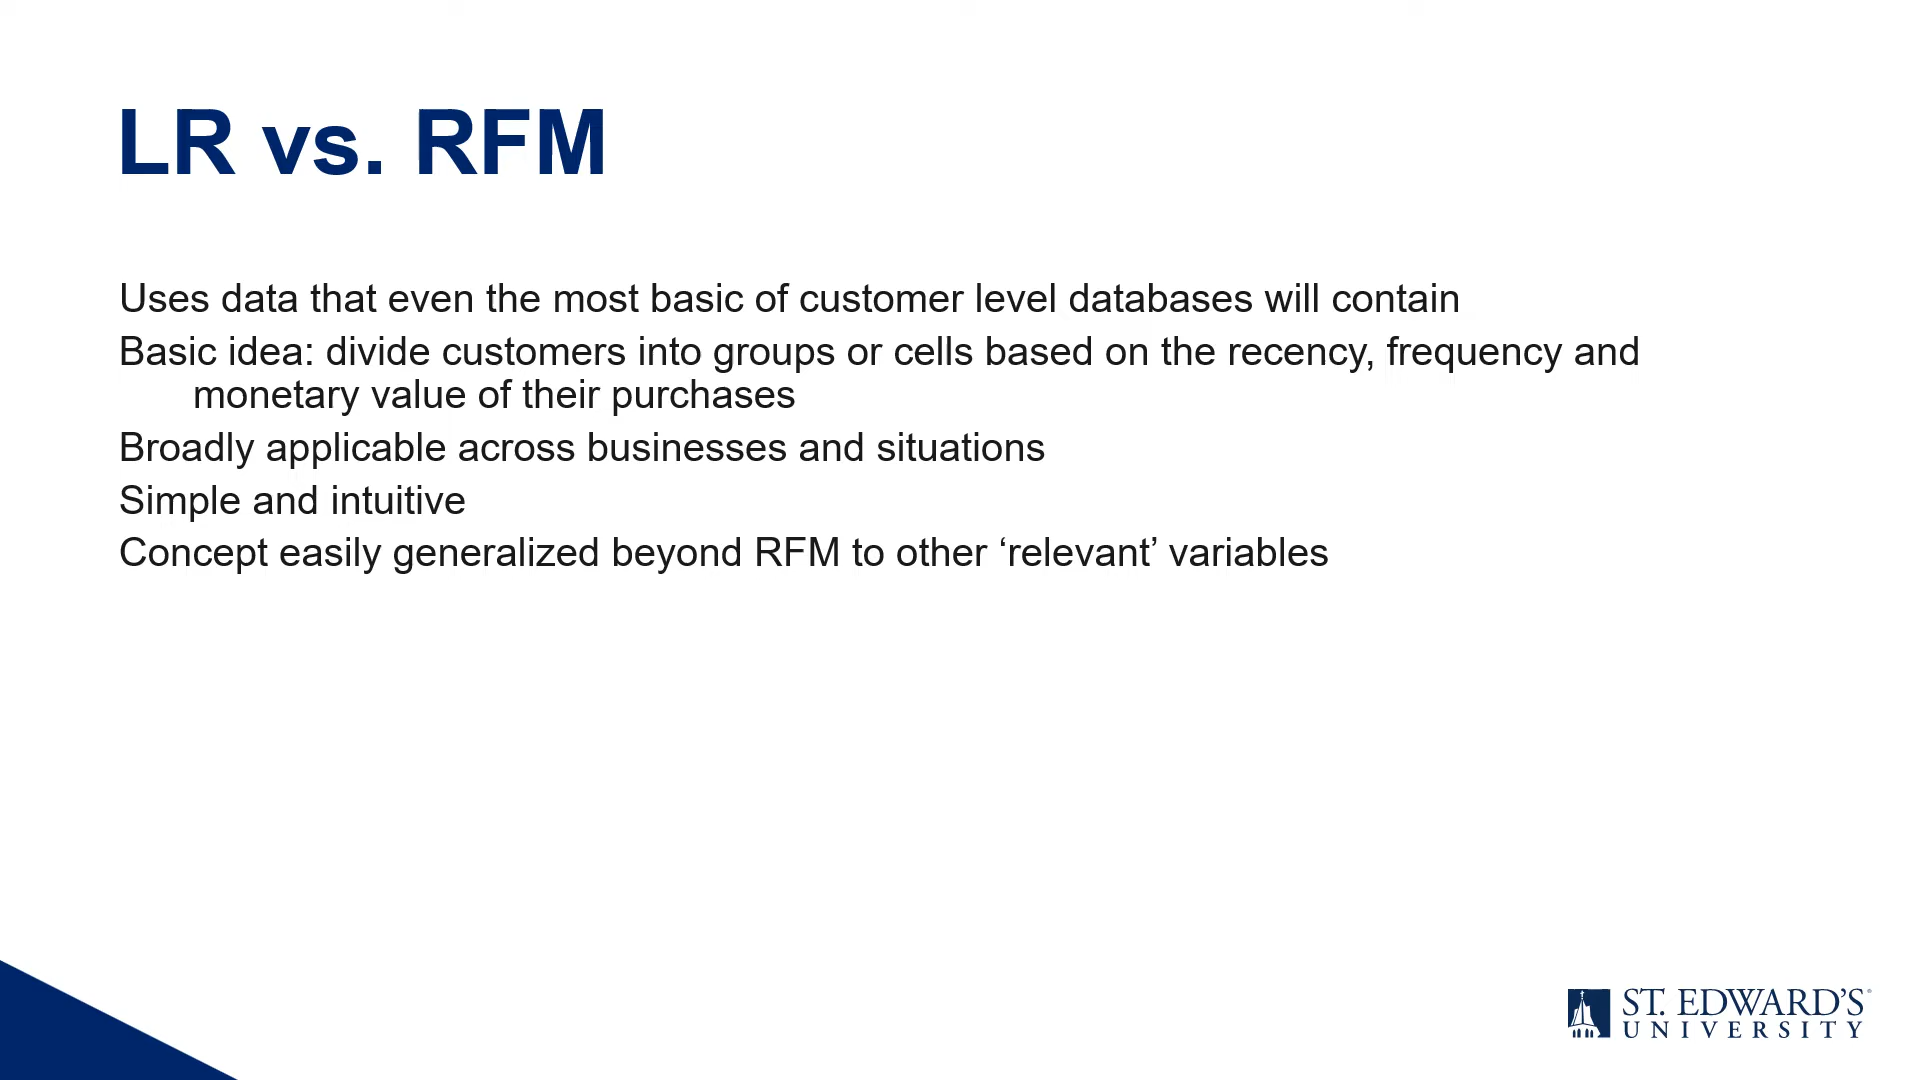 LR vs. RFM
Uses data that even the most basic of customer level databases will contain
Basic idea: divide customers into groups or cells based on the recency, frequency and
monetary value of their purchases
Broadly applicable across businesses and situations
Simple and intuitive
Concept easily generalized beyond RFM to other ‘relevant’ variables
ST. EDWARD'S
UNIVERSITY